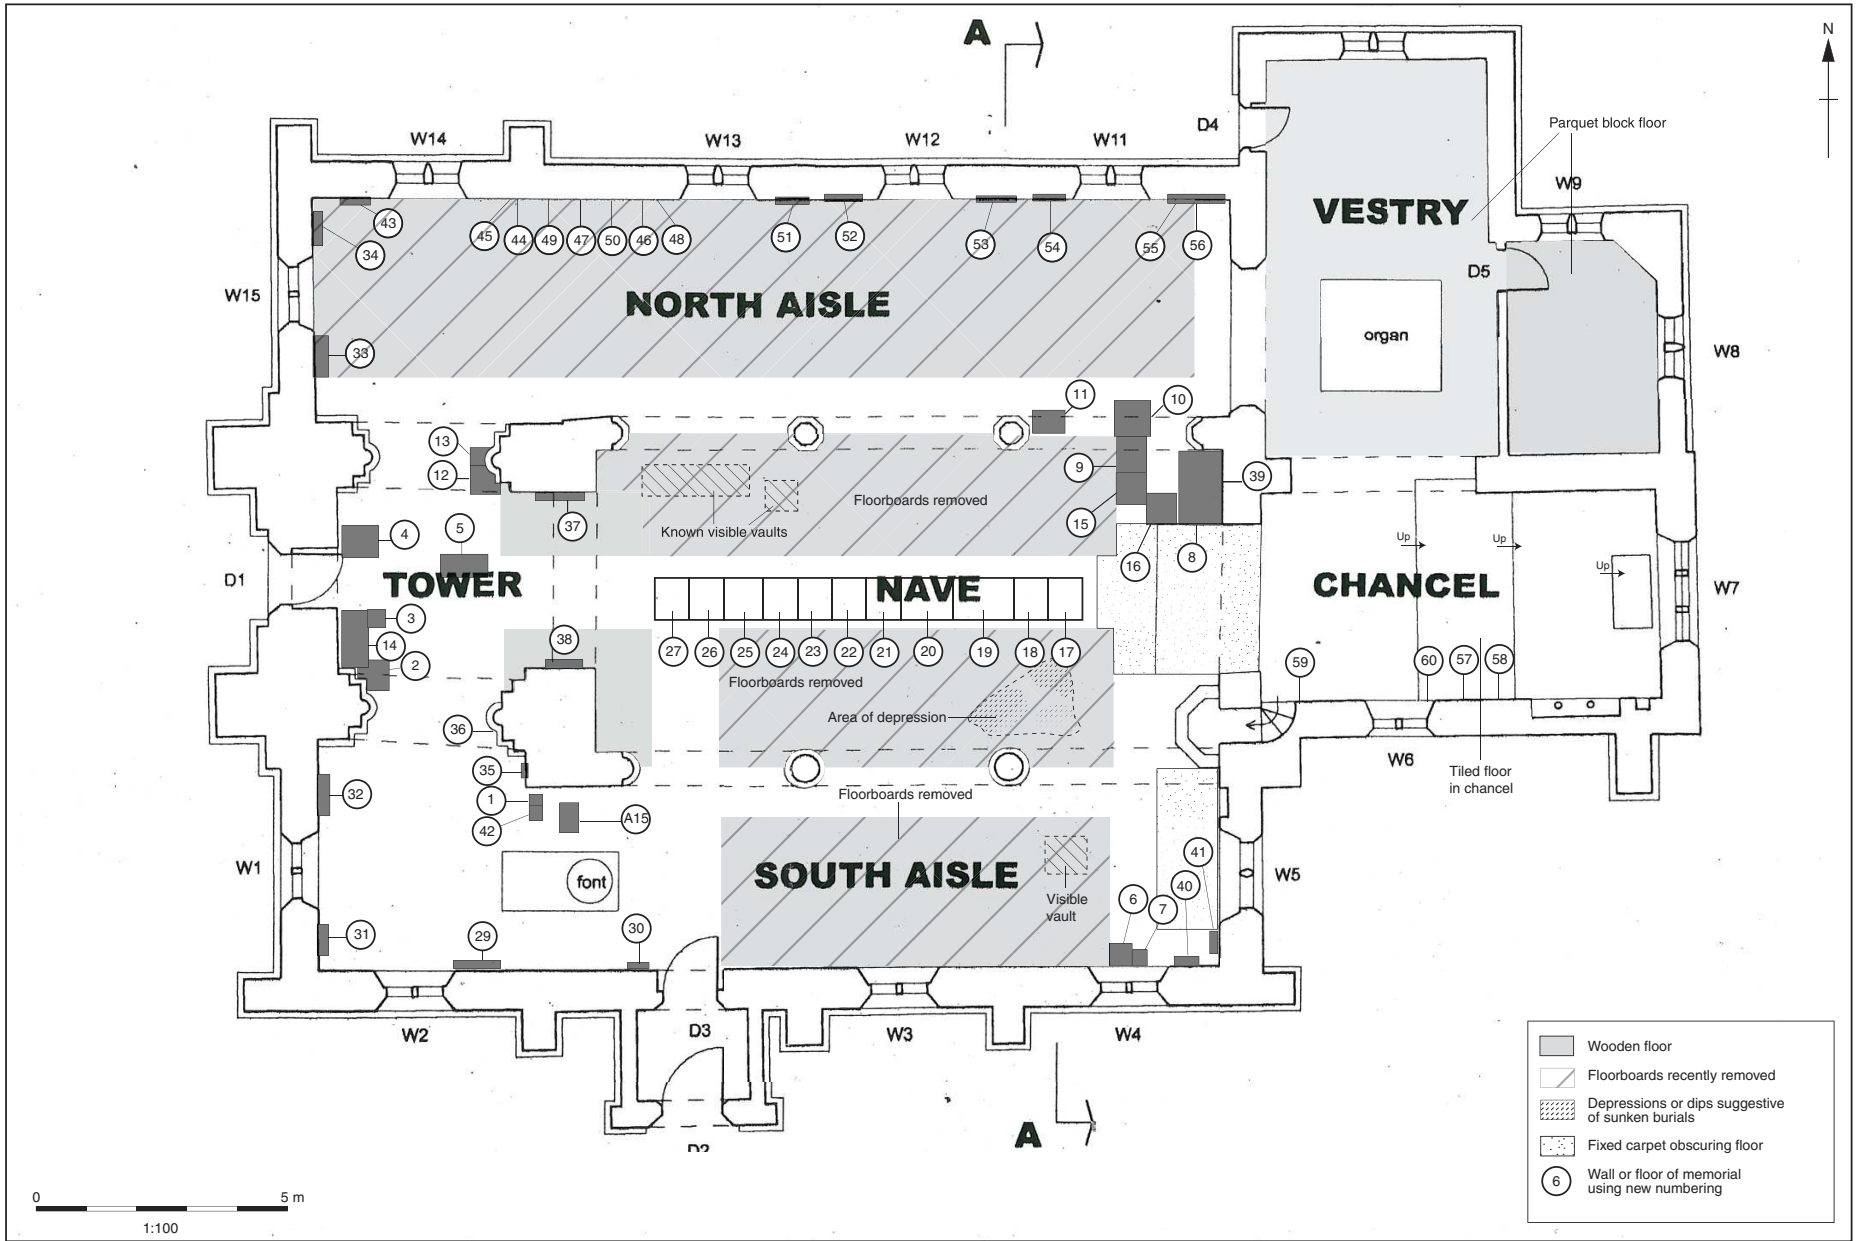 A
N
W14
W13
W12
W11
D4
Parquet block floor
W9
VESTRY
43
45
44
49
47
50
46
48
51
52
53
54
55
56
34
D5
W15
NORTH AISLE
organ
33
W8
11
10
13
12
9
39
Floorboards removed
37
Known visible vaults
15
4
5
16
8
Up
Up
Up
D1
TOWER
NAVE
CHANCEL
W7
3
14
2
38
27
26
25
24
23
22
21
20
19
18
17
59
60
57
58
Floorboards removed
Area of depression
36
35
W6
Tiled floor
in chancel
32
1
42
A15
Floorboards removed
W1
font
SOUTH AISLE
41
40
W5
Visible
vault
6
7
31
29
30
W2
D3
W3
W4
A
D2
Wooden floor
Floorboards recently removed
Depressions or dips suggestive
of sunken burials
Fixed carpet obscuring floor
6
Wall or floor of memorial
using new numbering
0
5 m
1:100